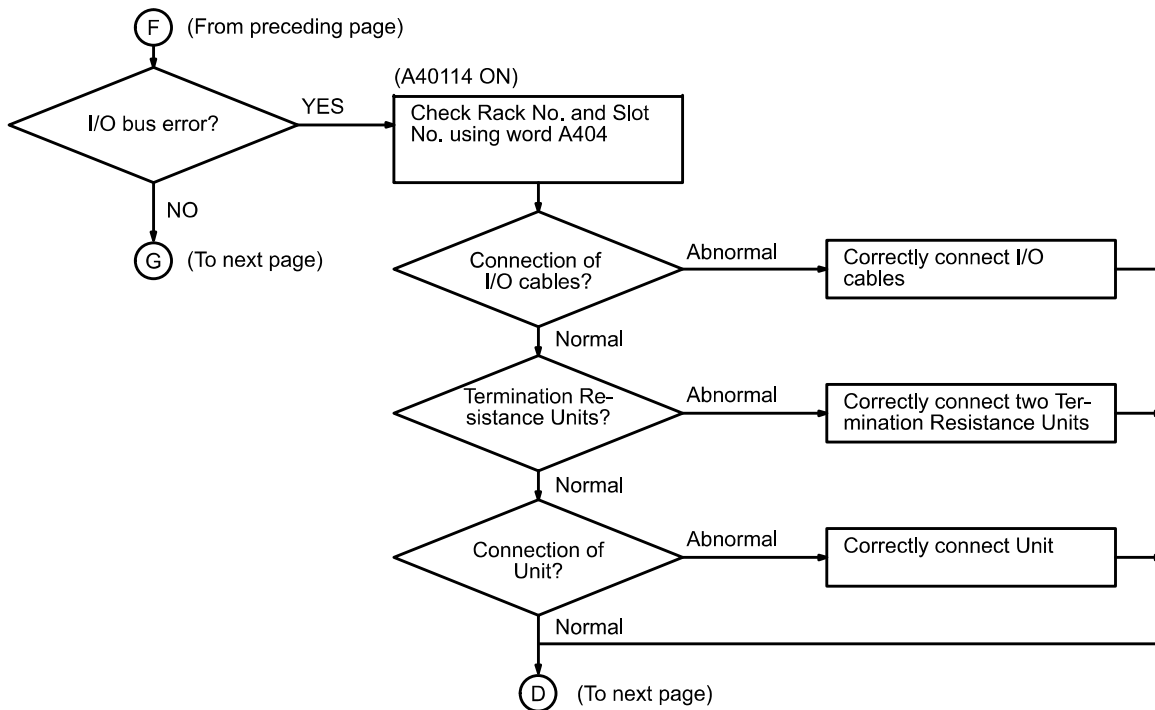 F
(From preceding page)
I/O bus error?
YES
(A40114 ON)
Check Rack No. and Slot
No. using word A404
NO
G
(To next page)
Connection of
I/O cables?
Abnormal
Correctly connect I/O
cables
Normal
Termination Re-
sistance Units?
Abnormal
Correctly connect two Ter-
mination Resistance Units
Normal
Connection of
Unit?
Abnormal
Correctly connect Unit
Normal
D
(To next page)